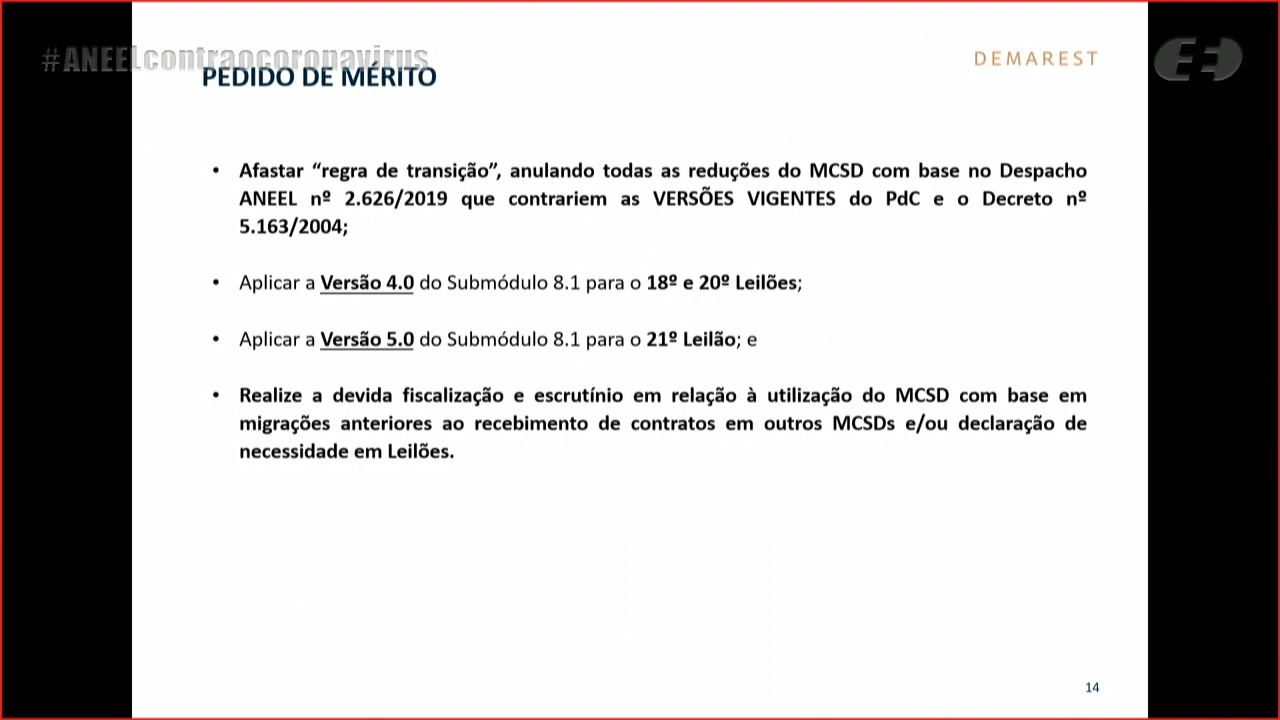 #ANEELcontraocoronavirus
DEMAREST
PEDIDO DE MÉRITO
• Afastar “regra de transição”, anulando todas as reduções do MCSD com base no Despacho
ANEEL nº 2.626/2019 que contrariem as VERSÕES VIGENTES do PdC e o Decreto nº
5.163/2004;
• Aplicar a Versão 4.0 do Submódulo 8.1 para o 18º e 20º Leilões;
• Aplicar a Versão 5.0 do Submódulo 8.1 para o 21º Leilão; e
• Realize a devida fiscalização e escrutínio em relação à utilização do MCSD com base em
migrações anteriores ao recebimento de contratos em outros MCSDs e/ou declaração de
necessidade em Leilões.
14